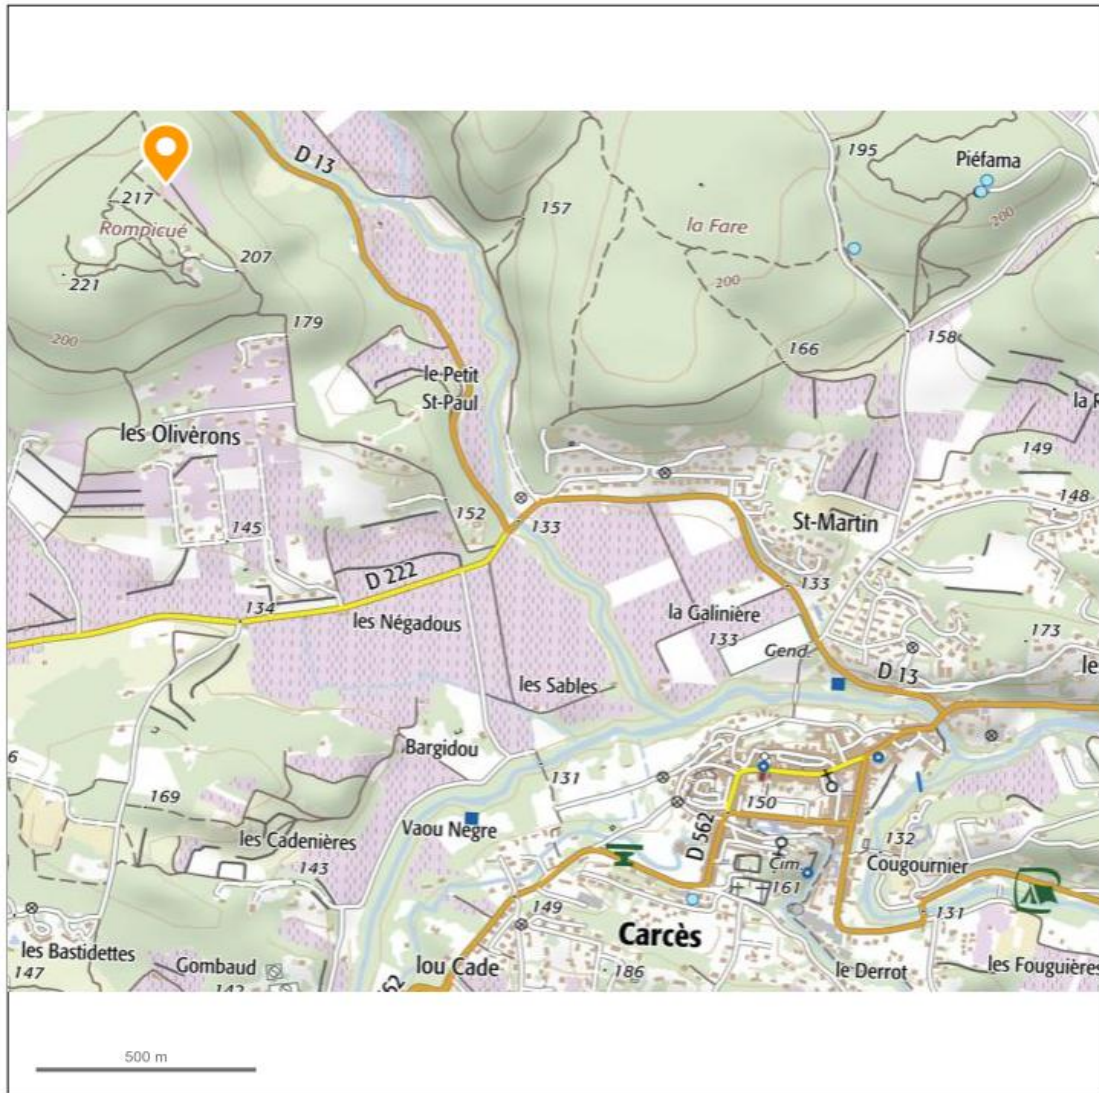 D 13
195
Piéfama
217
Rompicué
157
la Fare
200
207
221
200
200
179
166
158
le Petit
St-Paul
les Olivèrons
149
148
152
133
St-Martin
145
D 222
133
134
les Négadous
la Galinière
133
173
Gend.
D 13
les Sables
Bargidou
131
169
150
Vaou Nègre
D 562
132
les Cadenières
Cim.
Cougournier
143
161
149
131
Carcès
les Bastidettes
Gombaud
lou Cade
186
le Derrot
les Fouguières
147
500 m